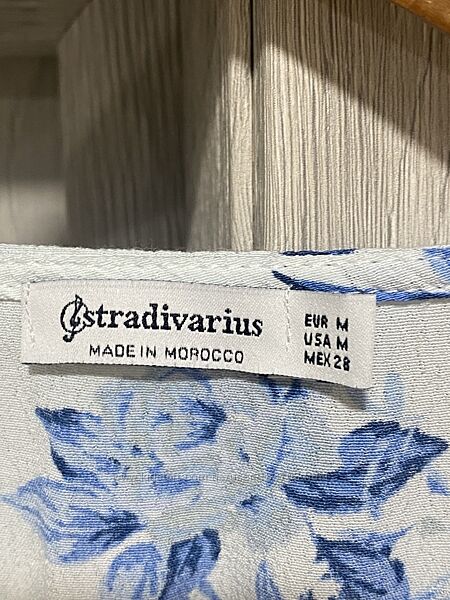 stradivarius
MADE IN MOROCCO
EUR M
USA M
MEX 28